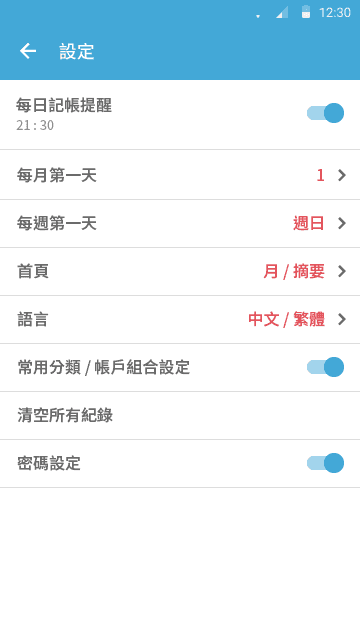 12:30
設定
每日記帳提醒
21 : 30
每月第一天 1
每週第一天 週日
首頁 月 / 摘要
語言 中文 / 繁體
常用分類 / 帳戶組合設定
清空所有紀錄
密碼設定